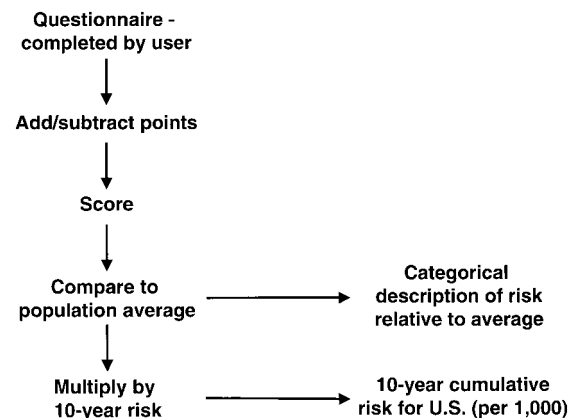 Questionnaire -
completed by user
Add/subtract points
Score
Compare to
population average
Categorical
description of risk
relative to average
Multiply by
10-year risk
10-year cumulative
risk for U.S. (per 1,000)